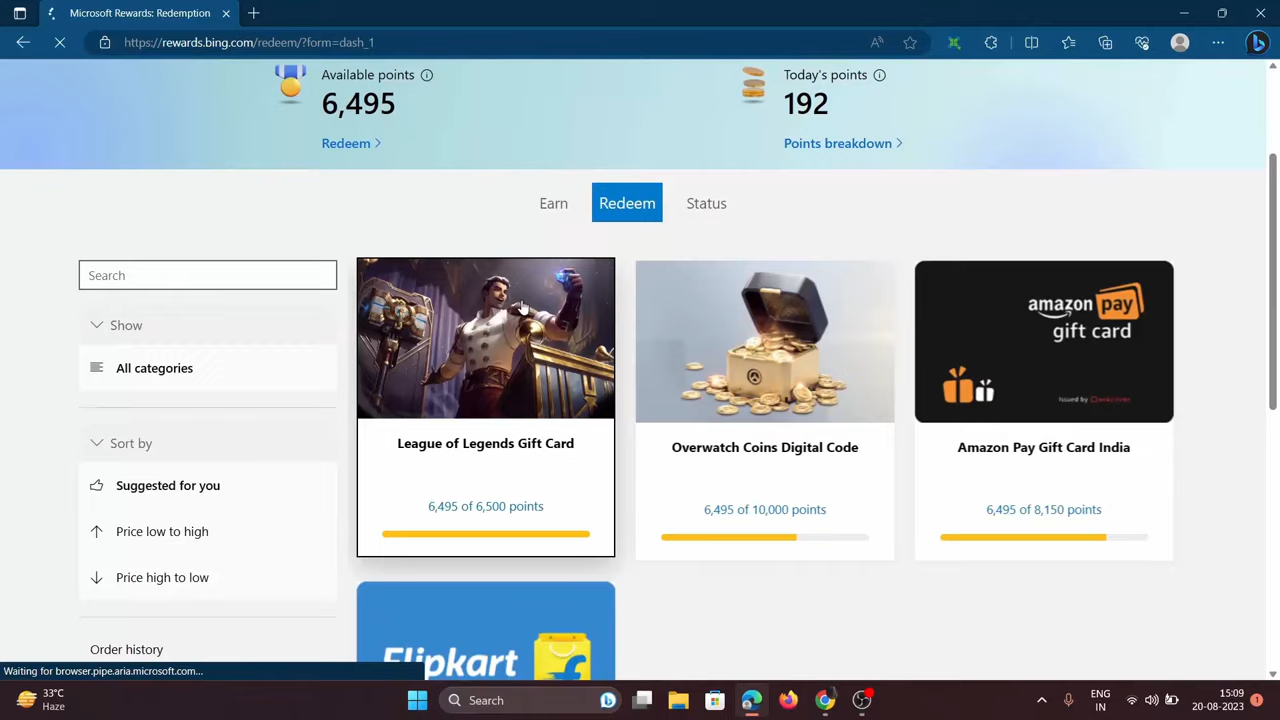 Microsoft Rewards: Redemption
https://rewards.bing.com/redeem/?form=dash_1
Available points
6,495
Redeem
Today's points
192
Points breakdown
Earn
Redeem
Status
Search
Show
All categories
Sort by
Suggested for you
Price low to high
Price high to low
Order history
League of Legends Gift Card
6,495 of 6,500 points
Overwatch Coins Digital Code
6,495 of 10,000 points
amazon pay
gift card
Issued by
Amazon Pay Gift Card India
6,495 of 8,150 points
Flipkart
Waiting for browser.pipe.aria.microsoft.com...
33°C
Haze
Search
ENG
IN
15:09
20-08-2023
1